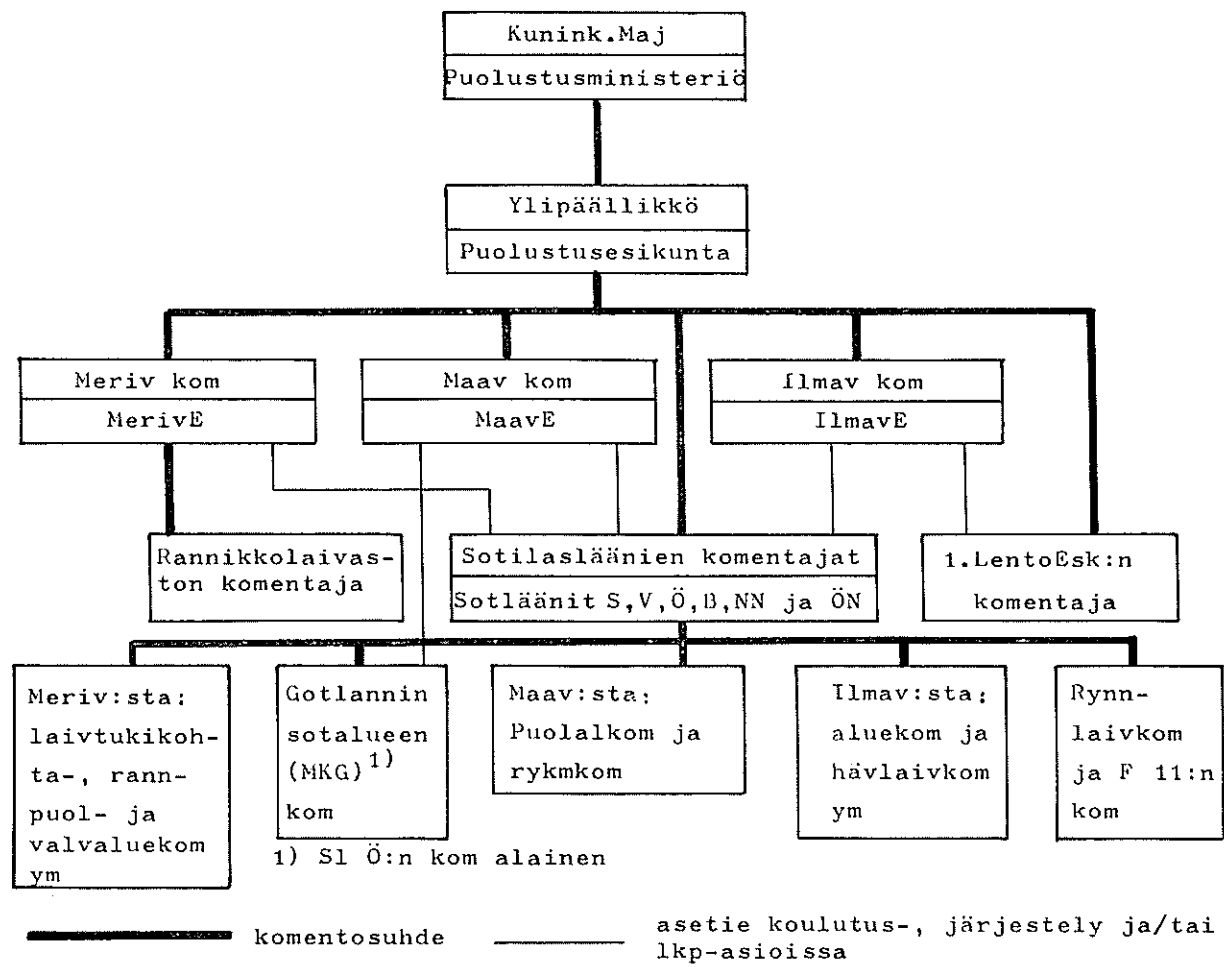 Kunink.Maj
Puolustusministeriö
Ylipäällikkö
Puolustusesikunta
Meriv kom
MerivE
Maav kom
MaavE
Ilmav kom
IlmavE
Rannikkolaivas-
ton komentaja
Sotilasläänien komentajat
Sotläänit S,V,Ö,B,NN ja ÖN
1.LentoEsk:n
komentaja
Meriv:sta:
laivtukikoh-
ta-, rann-
puol- ja
valvaluekom
ym
Gotlannin
sotalueen
(MKG)1)
kom
Maav:sta:
Puolalkom ja
rykmkom
Ilmav:sta:
aluekom ja
hävlaivkom
ym
Rynn-
laivkom
ja F 11:n
kom
1) Sl Ö:n kom alainen
komentosuhde
asetie koulutus-, järjestely ja/tai
lkp-asioissa